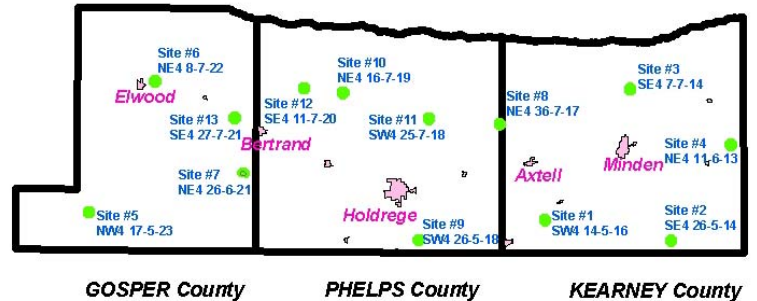 Site #6
NE4 8-7-22
Elwood
Site #13
SE4 27-7-21
Site #7
NE4 26-6-21
Site #5
NW4 17-5-23
Site #10
NE4 16-7-19
Site #12
SE4 11-7-20
Bertrand
Site #11
SW4 25-7-18
Holdrege
Site #9
SW4 26-5-18
Site #8
NE4 36-7-17
Site #3
SE4 7-7-14
Site #4
NE4 11-6-13
Minden
Axtell
Site #1
SW4 14-5-16
Site #2
SE4 26-5-14
GOSPER County
PHELPS County
KEARNEY County